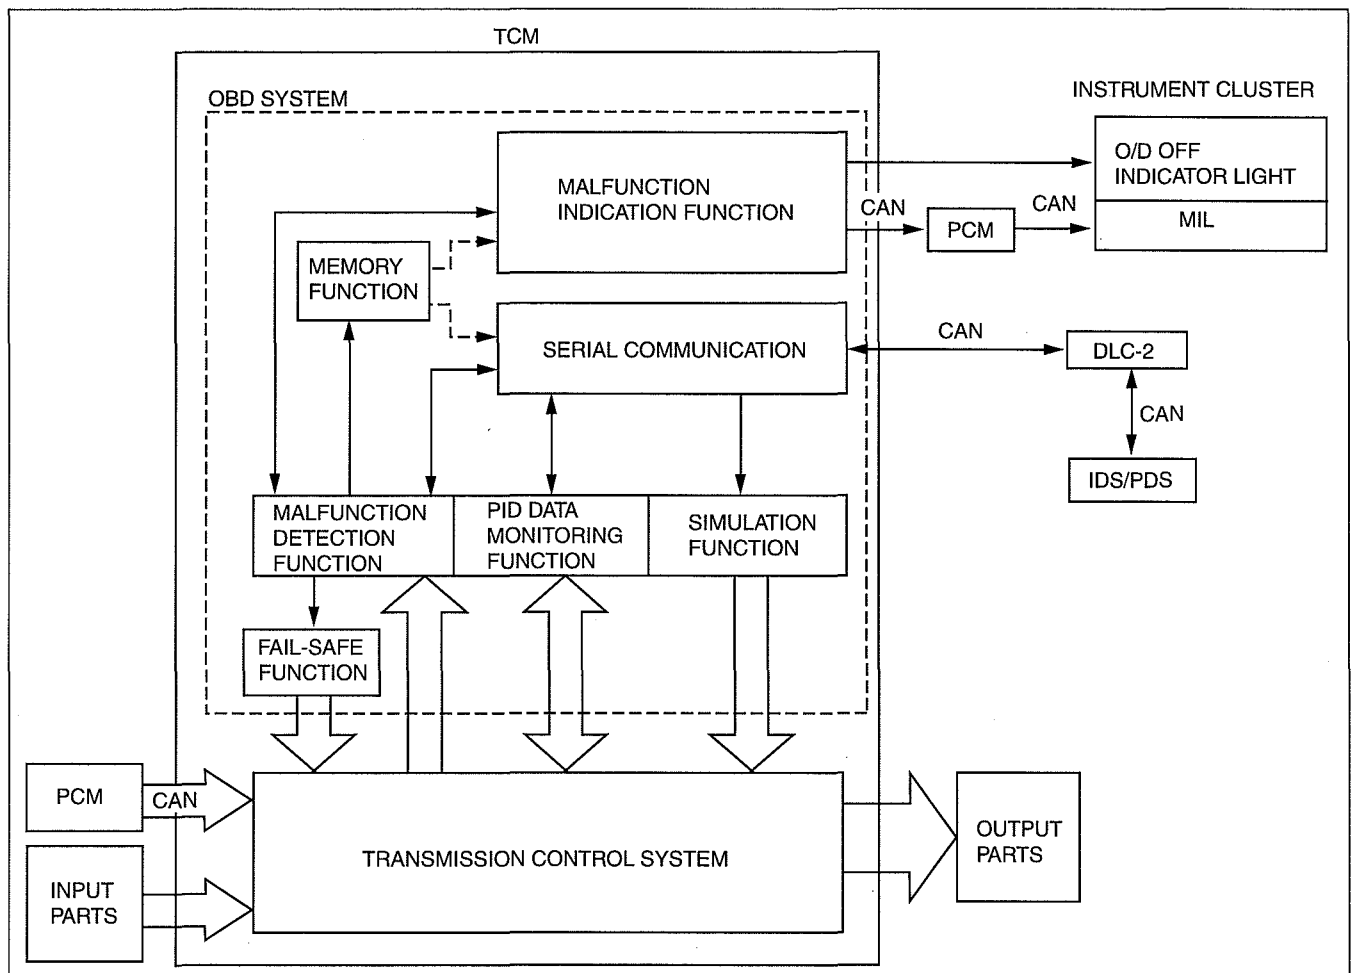 TCM
OBD SYSTEM
INSTRUMENT CLUSTER
MALFUNCTION
INDICATION FUNCTION
O/D OFF
INDICATOR LIGHT
MIL
CAN
PCM
CAN
MEMORY
FUNCTION
SERIAL COMMUNICATION
CAN
DLC-2
CAN
IDS/PDS
MALFUNCTION
DETECTION
FUNCTION
PID DATA
MONITORING
FUNCTION
SIMULATION
FUNCTION
FAIL-SAFE
FUNCTION
PCM
CAN
INPUT
PARTS
TRANSMISSION CONTROL SYSTEM
OUTPUT
PARTS